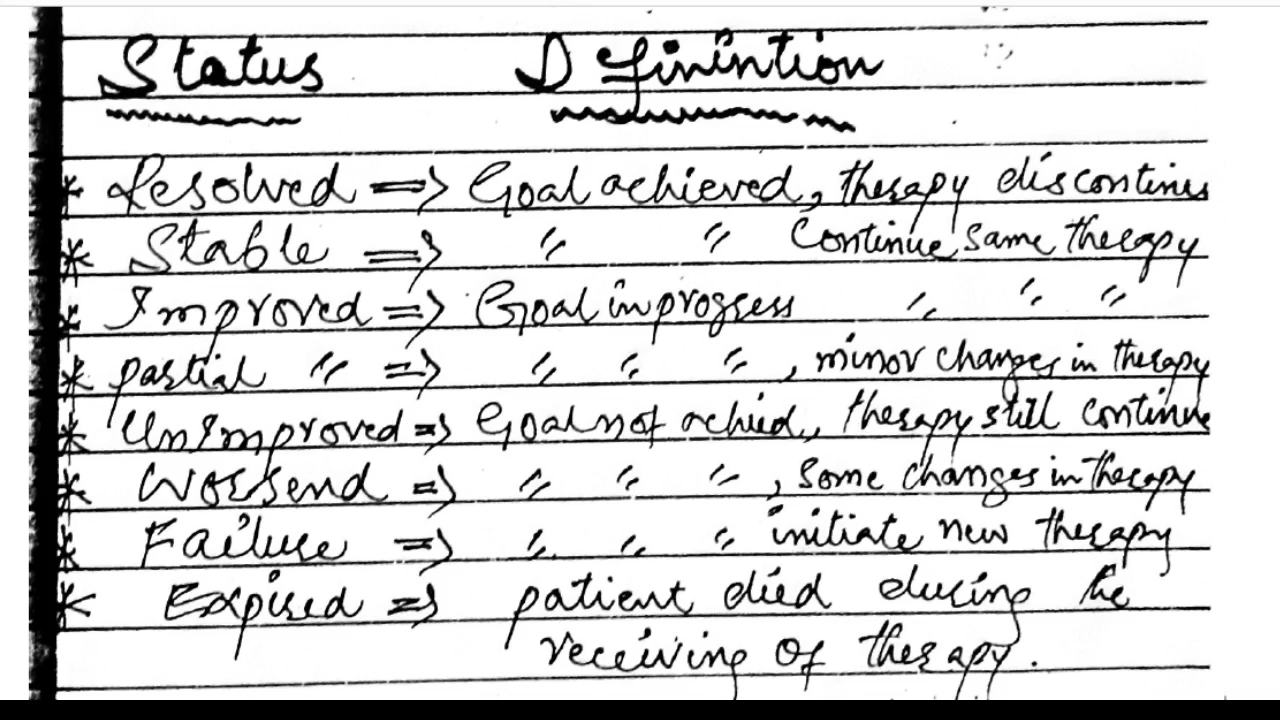 Status Definintion
* Resolved => Goal achieved, therapy discontinues
* Stable => " " Continue same therapy
* Improved => Goal in progress " " "
* partial " => " " " , minor changes in therapy
* UnImproved => Goal not achied, therapy still continue
* Worsend => " " " , some changes in therapy
* Failure => " " " initiate new therapy
* Expired => patient died during the
receiving of therapy.